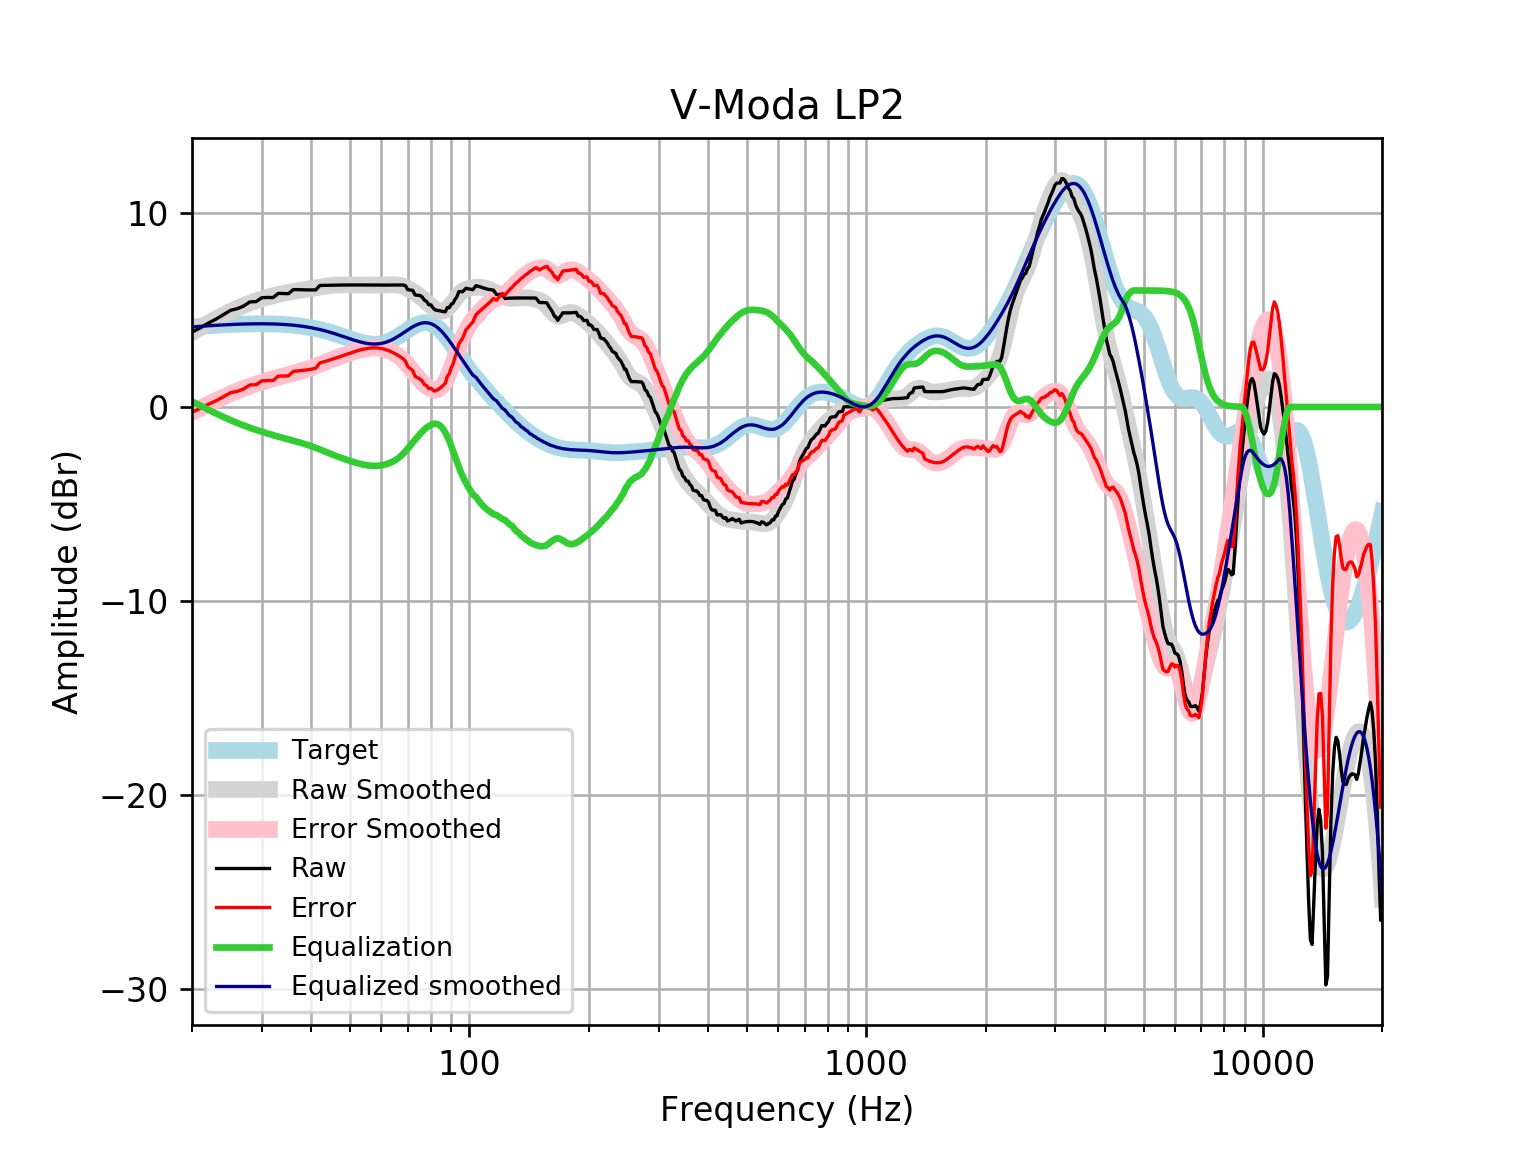 V-Moda LP2
Amplitude (dBr)
10
0
−10
−20
−30
Target
Raw Smoothed
Error Smoothed
Raw
Error
Equalization
Equalized smoothed
100
1000
10000
Frequency (Hz)